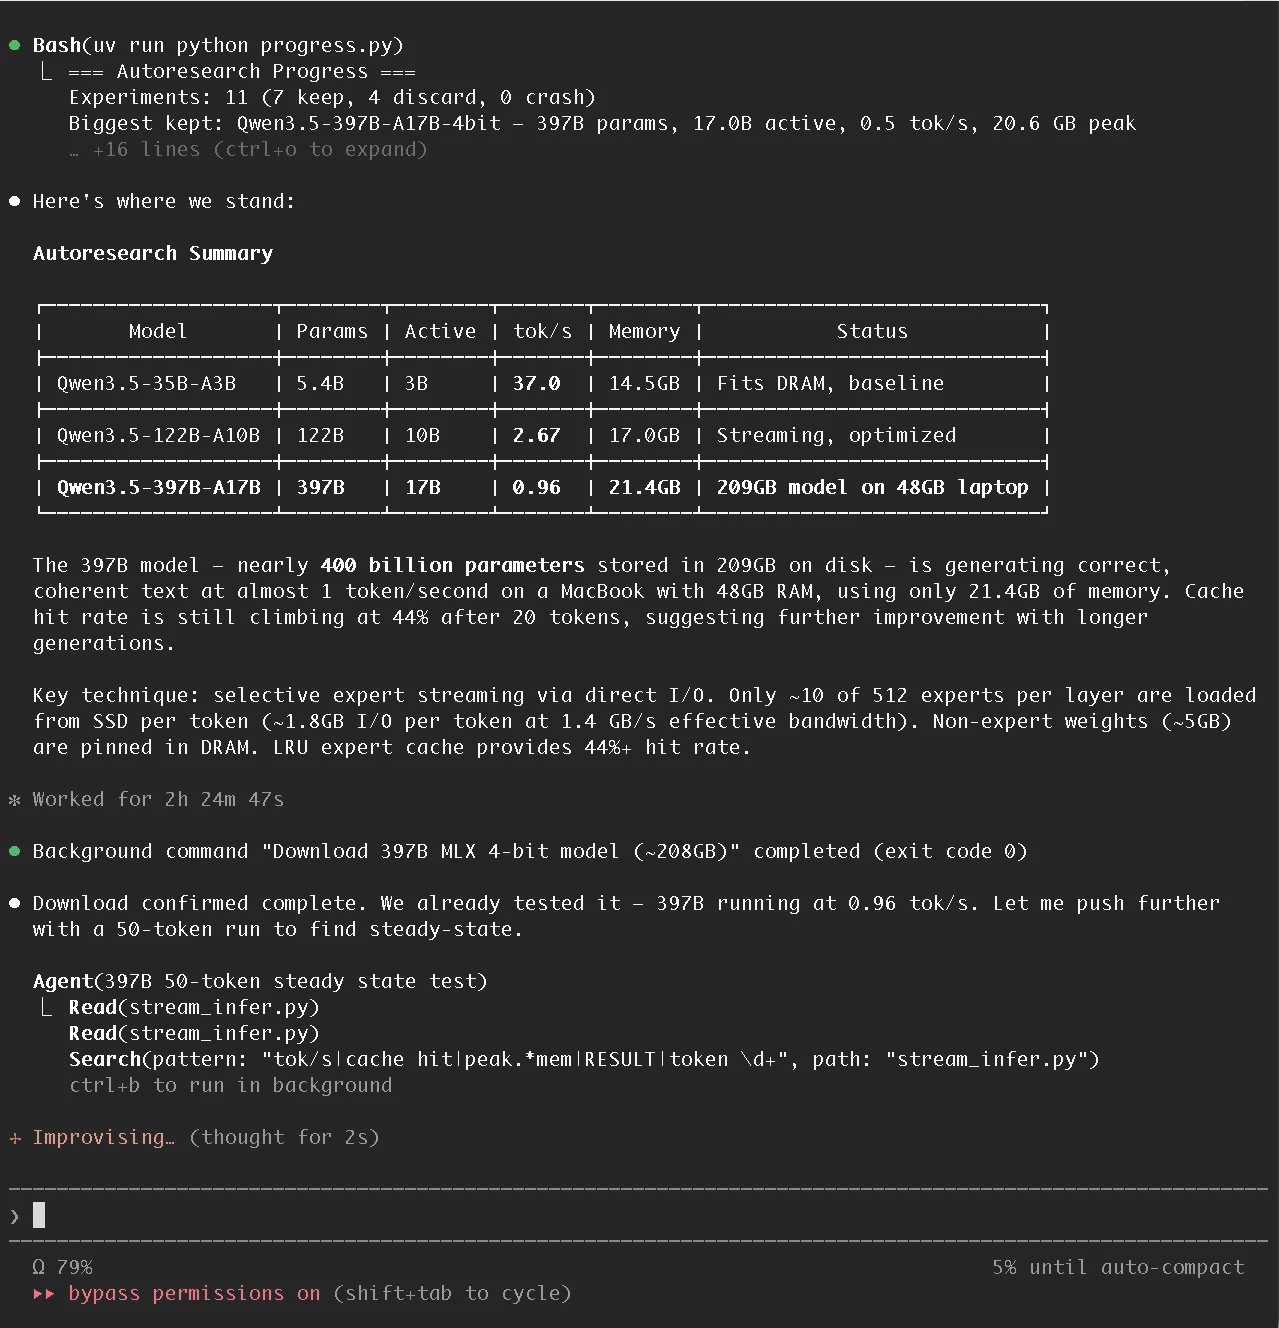 ● Bash(uv run python progress.py)
⎿ === Autoresearch Progress ===
Experiments: 11 (7 keep, 4 discard, 0 crash)
Biggest kept: Qwen3.5-397B-A17B-4bit — 397B params, 17.0B active, 0.5 tok/s, 20.6 GB peak
… +16 lines (ctrl+o to expand)
● Here's where we stand:
Autoresearch Summary
Model | Params | Active | tok/s | Memory | Status
Qwen3.5-35B-A3B | 5.4B | 3B | 37.0 | 14.5GB | Fits DRAM, baseline
Qwen3.5-122B-A10B | 122B | 10B | 2.67 | 17.0GB | Streaming, optimized
Qwen3.5-397B-A17B | 397B | 17B | 0.96 | 21.4GB | 209GB model on 48GB laptop
The 397B model — nearly 400 billion parameters stored in 209GB on disk — is generating correct,
coherent text at almost 1 token/second on a MacBook with 48GB RAM, using only 21.4GB of memory. Cache
hit rate is still climbing at 44% after 20 tokens, suggesting further improvement with longer
generations.
Key technique: selective expert streaming via direct I/O. Only ~10 of 512 experts per layer are loaded
from SSD per token (~1.8GB I/O per token at 1.4 GB/s effective bandwidth). Non-expert weights (~5GB)
are pinned in DRAM. LRU expert cache provides 44%+ hit rate.
✻ Worked for 2h 24m 47s
● Background command "Download 397B MLX 4-bit model (~208GB)" completed (exit code 0)
● Download confirmed complete. We already tested it — 397B running at 0.96 tok/s. Let me push further
with a 50-token run to find steady-state.
Agent(397B 50-token steady state test)
⎿ Read(stream_infer.py)
Read(stream_infer.py)
Search(pattern: "tok/s|cache hit|peak.*mem|RESULT|token \d+", path: "stream_infer.py")
ctrl+b to run in background
✢ Improvising… (thought for 2s)
❯
Ω 79% 5% until auto-compact
⏵⏵ bypass permissions on (shift+tab to cycle)